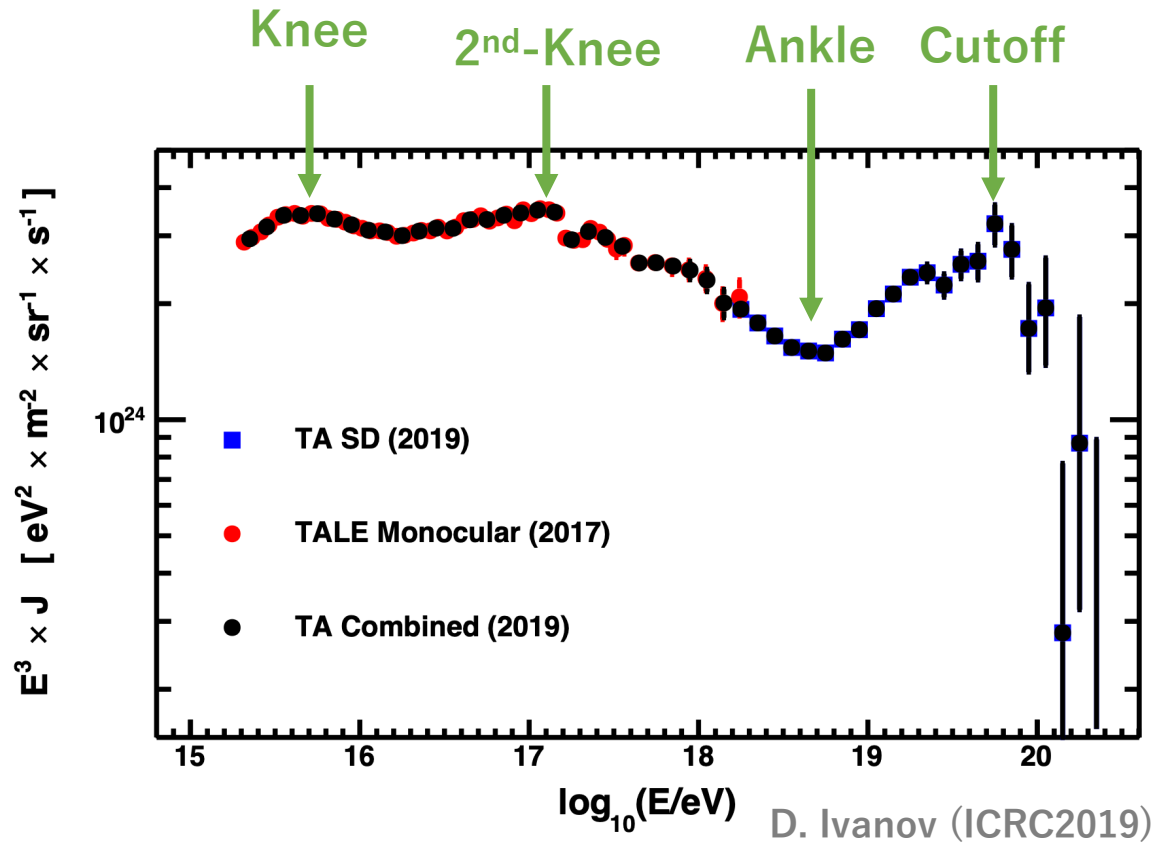 Knee 2nd-Knee Ankle Cutoff
E3 × J [ eV2 × m-2 × sr-1 × s-1 ]
1024
TA SD (2019)
TALE Monocular (2017)
TA Combined (2019)
15 16 17 18 19 20
log10(E/eV)
D. Ivanov (ICRC2019)